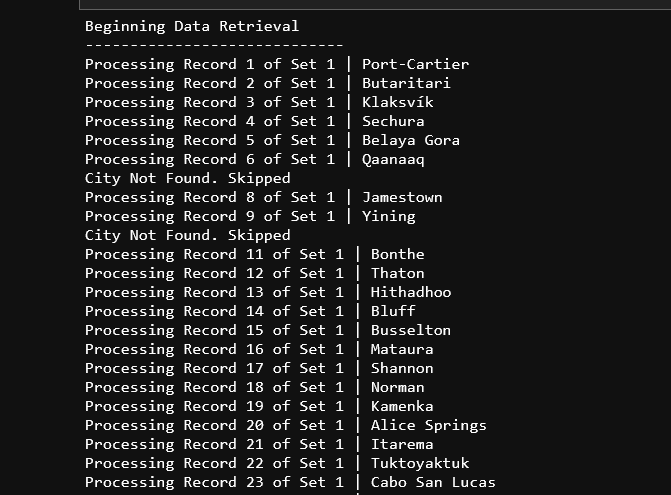 Beginning Data Retrieval
-----------------------------
Processing Record 1 of Set 1 | Port-Cartier
Processing Record 2 of Set 1 | Butaritari
Processing Record 3 of Set 1 | Klaksvík
Processing Record 4 of Set 1 | Sechura
Processing Record 5 of Set 1 | Belaya Gora
Processing Record 6 of Set 1 | Qaanaaq
City Not Found. Skipped
Processing Record 8 of Set 1 | Jamestown
Processing Record 9 of Set 1 | Yining
City Not Found. Skipped
Processing Record 11 of Set 1 | Bonthe
Processing Record 12 of Set 1 | Thaton
Processing Record 13 of Set 1 | Hithadhoo
Processing Record 14 of Set 1 | Bluff
Processing Record 15 of Set 1 | Busselton
Processing Record 16 of Set 1 | Mataura
Processing Record 17 of Set 1 | Shannon
Processing Record 18 of Set 1 | Norman
Processing Record 19 of Set 1 | Kamenka
Processing Record 20 of Set 1 | Alice Springs
Processing Record 21 of Set 1 | Itarema
Processing Record 22 of Set 1 | Tuktoyaktuk
Processing Record 23 of Set 1 | Cabo San Lucas